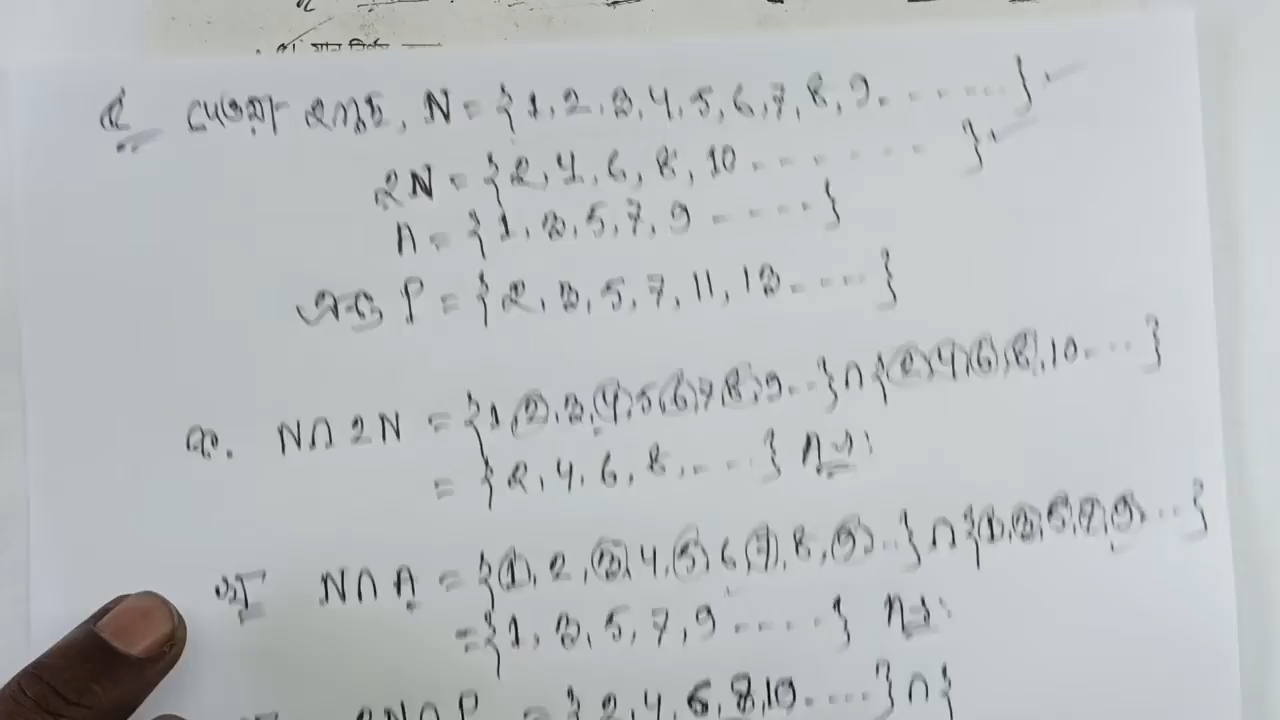 মান নির্ণয়
দেওয়া আছে, N = {1, 2, 3, 4, 5, 6, 7, 8, 9. ......}
2N = {2, 4, 6, 8, 10 .......}
A = {1, 3, 5, 7, 9 .....}
এবং P = {2, 3, 5, 7, 11, 13. ....}
ক. N∩2N = {1, 2, 3, 4, 5, 6, 7, 8, 9...} ∩ {2, 4, 6, 8, 10....}
= {2, 4, 6, 8, ....}
খ N∩A = {1, 2, 3, 4, 5, 6, 7, 8, 9...} ∩ {1, 3, 5, 7, 9...}
= {1, 3, 5, 7, 9 .....}
2N∩P = {2, 4, 6, 8, 10. ....} ∩ {